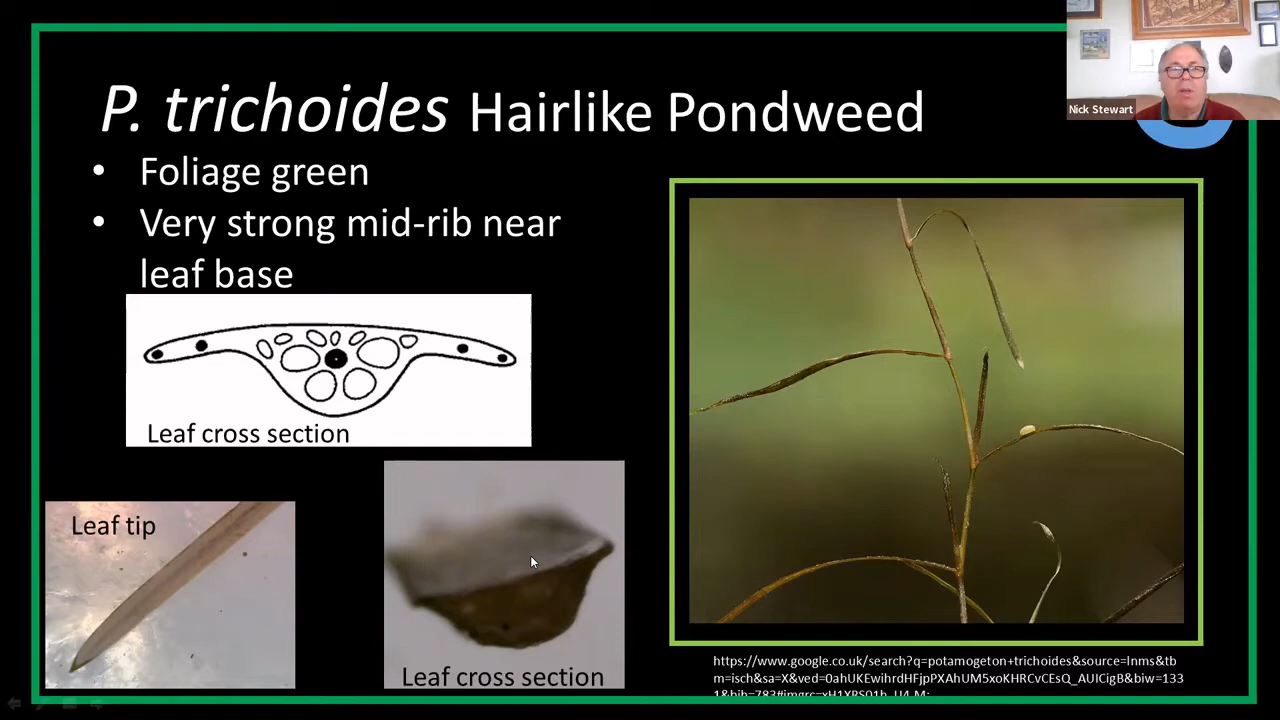 P. trichoides Hairlike Pondweed
Nick Stewart
• Foliage green
• Very strong mid-rib near
leaf base
Leaf cross section
Leaf tip
Leaf cross section
https://www.google.co.uk/search?q=potamogeton+trichoides&source=lnms&tb
m=isch&sa=X&ved=0ahUKEwihrdHFjpPXAhUM5xoKHRCvCEsQ_AUICigB&biw=133